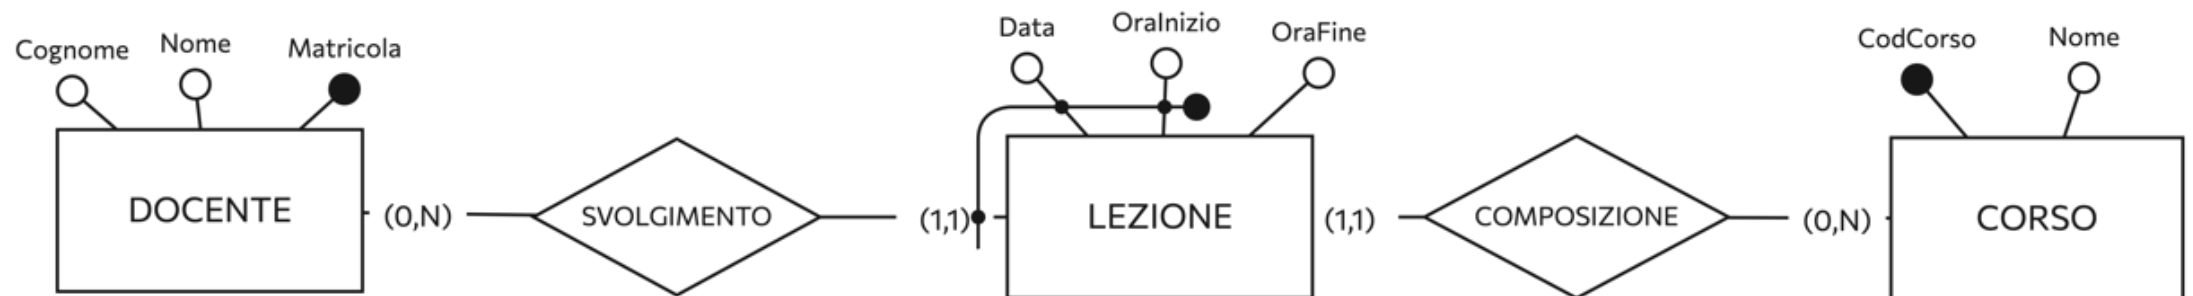 Cognome
Nome
Matricola
Data
OraInizio
OraFine
CodCorso
Nome
DOCENTE
(0,N)
SVOLGIMENTO
(1,1)
LEZIONE
(1,1)
COMPOSIZIONE
(0,N)
CORSO